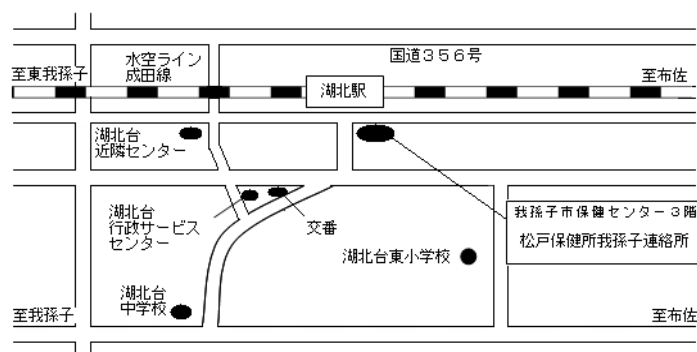 水空ライン
成田線
国道３５６号
至東我孫子
湖北駅
至布佐
湖北台
近隣センター
湖北台
行政サービス
センター
交番
我孫子市保健センター３階
松戸保健所我孫子連絡所
湖北台東小学校
湖北台
中学校
至我孫子
至布佐